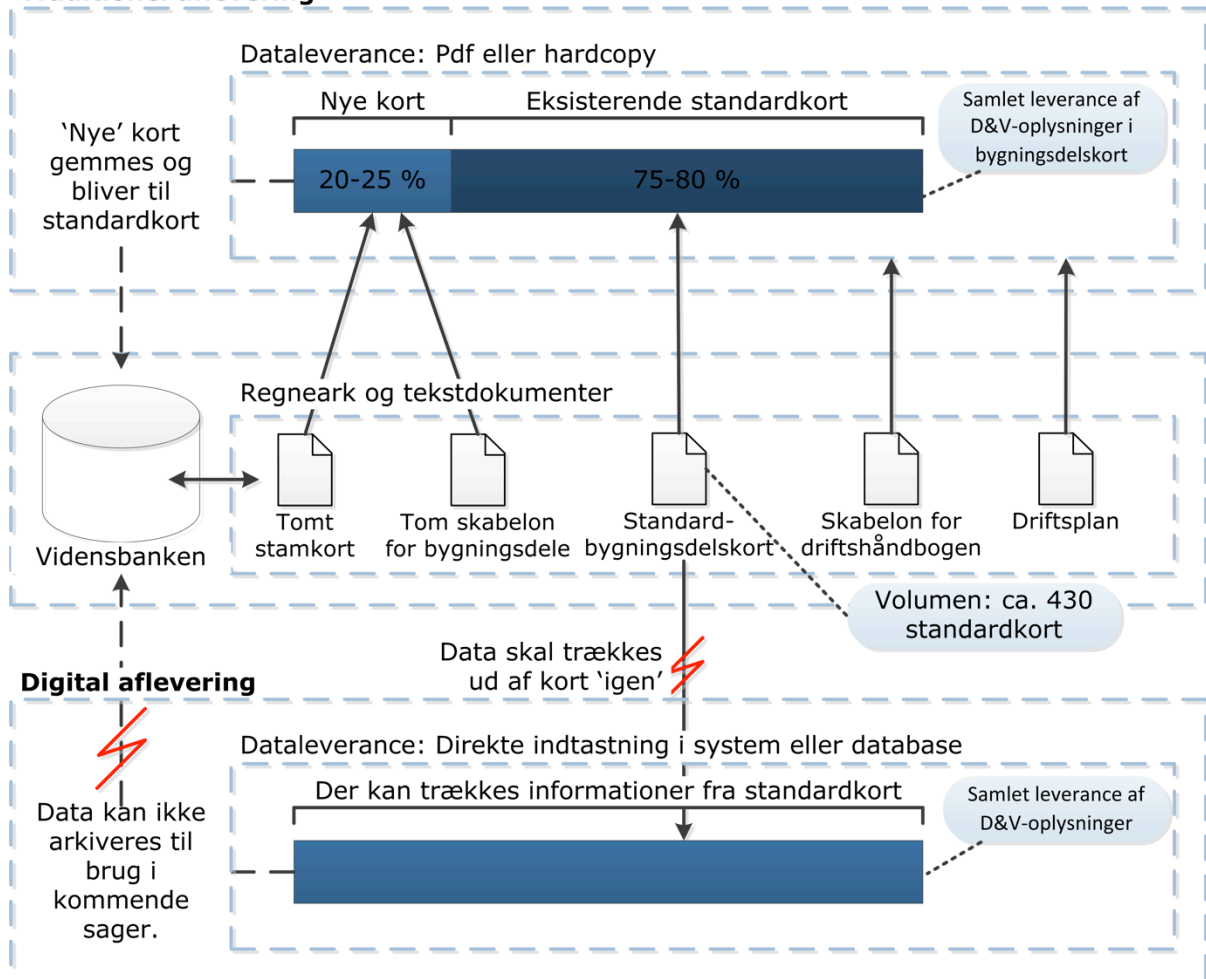 Dataleverance: Pdf eller hardcopy
Nye kort
Eksisterende standardkort
Samlet leverance af
D&V-oplysninger i
bygningsdelskort
‘Nye’ kort
gemmes og
bliver til
standardkort
20-25 %
75-80 %
Regneark og tekstdokumenter
Vidensbanken
Tomt
stamkort
Tom skabelon
for bygningsdele
Standard-
bygningsdelskort
Skabelon for
driftshåndbogen
Driftsplan
Volumen: ca. 430
standardkort
Data skal trækkes
ud af kort ‘igen’
Digital aflevering
Dataleverance: Direkte indtastning i system eller database
Der kan trækkes informationer fra standardkort
Samlet leverance af
D&V-oplysninger
Data kan ikke
arkiveres til
brug i
kommende
sager.